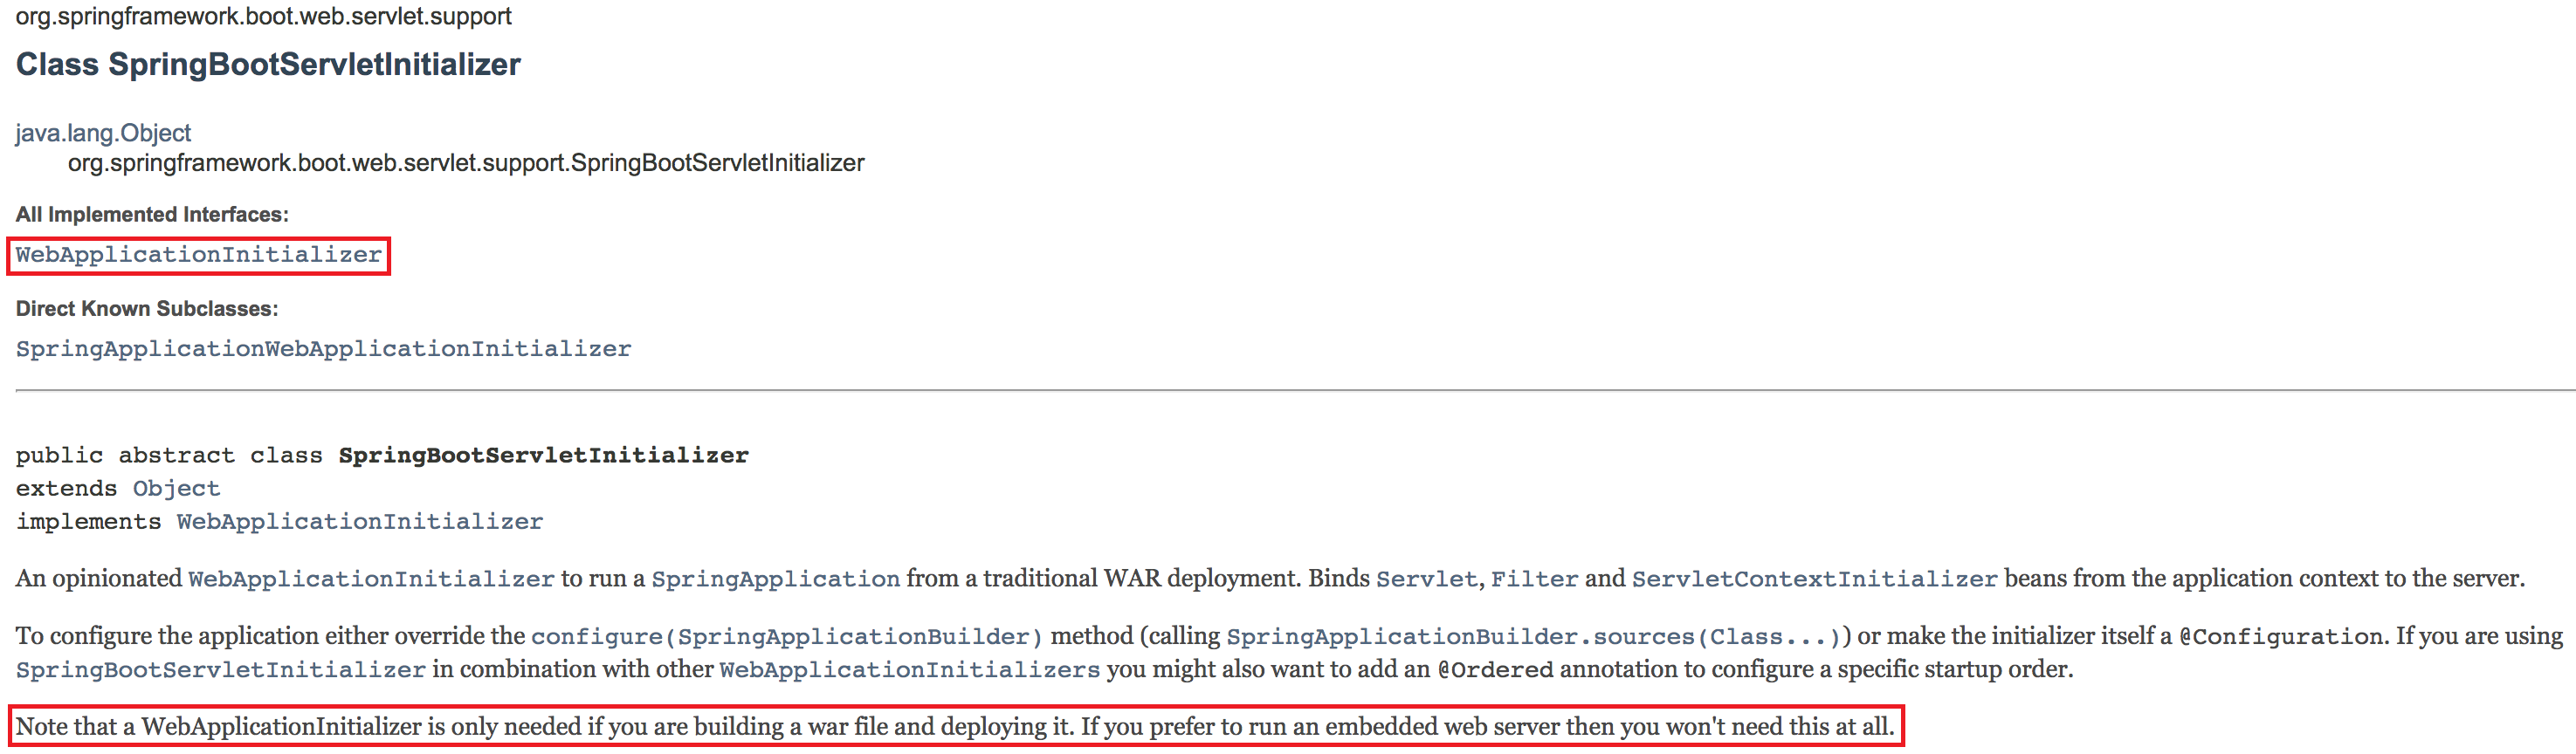 org.springframework.boot.web.servlet.support
Class SpringBootServletInitializer
java.lang.Object
org.springframework.boot.web.servlet.support.SpringBootServletInitializer
All Implemented Interfaces:
WebApplicationInitializer
Direct Known Subclasses:
SpringApplicationWebApplicationInitializer
public abstract class SpringBootServletInitializer
extends Object
implements WebApplicationInitializer
An opinionated WebApplicationInitializer to run a SpringApplication from a traditional WAR deployment. Binds Servlet, Filter and ServletContextInitializer beans from the application context to the server.
To configure the application either override the configure(SpringApplicationBuilder) method (calling SpringApplicationBuilder.sources(Class...)) or make the initializer itself a @Configuration. If you are using
SpringBootServletInitializer in combination with other WebApplicationInitializers you might also want to add an @Ordered annotation to configure a specific startup order.
Note that a WebApplicationInitializer is only needed if you are building a war file and deploying it. If you prefer to run an embedded web server then you won't need this at all.